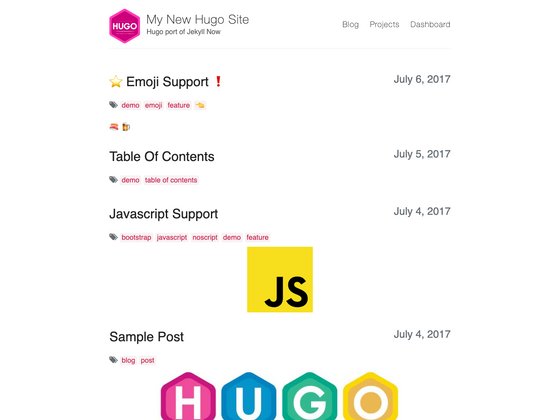 HUGO
My New Hugo Site
Hugo port of Jekyll Now
Blog Projects Dashboard
⭐ Emoji Support ❗ July 6, 2017
demo emoji feature
Table Of Contents July 5, 2017
demo table of contents
Javascript Support July 4, 2017
bootstrap javascript noscript demo feature
JS
Sample Post July 4, 2017
blog post
HUGO